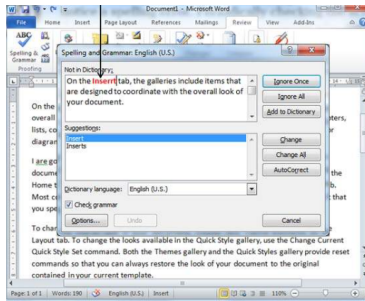 Document1 - Microsoft Word
File Home Insert Page Layout References Mailings Review View Add-Ins
ABC
Spelling &
Grammar
Proofing
Spelling and Grammar: English (U.S.)
Not in Dictionary:
On the Inserrt tab, the galleries include items that
are designed to coordinate with the overall look of
your document.
Ignore Once
Ignore All
Add to Dictionary
Suggestions:
Insert
Inserts
Change
Change All
AutoCorrect
Dictionary language: English (U.S.)
Check grammar
Options... Undo Cancel
On the
overall
lists, co
diagra
I are go
docume the
Home t
Most c that
you spe
To char
Layout tab. To change the looks available in the Quick Style gallery, use the Change Current
Quick Style Set command. Both the Themes gallery and the Quick Styles gallery provide reset
commands so that you can always restore the look of your document to the original
contained in your current template.
Page: 1 of 1 Words: 190 English (U.S.) Insert 110%